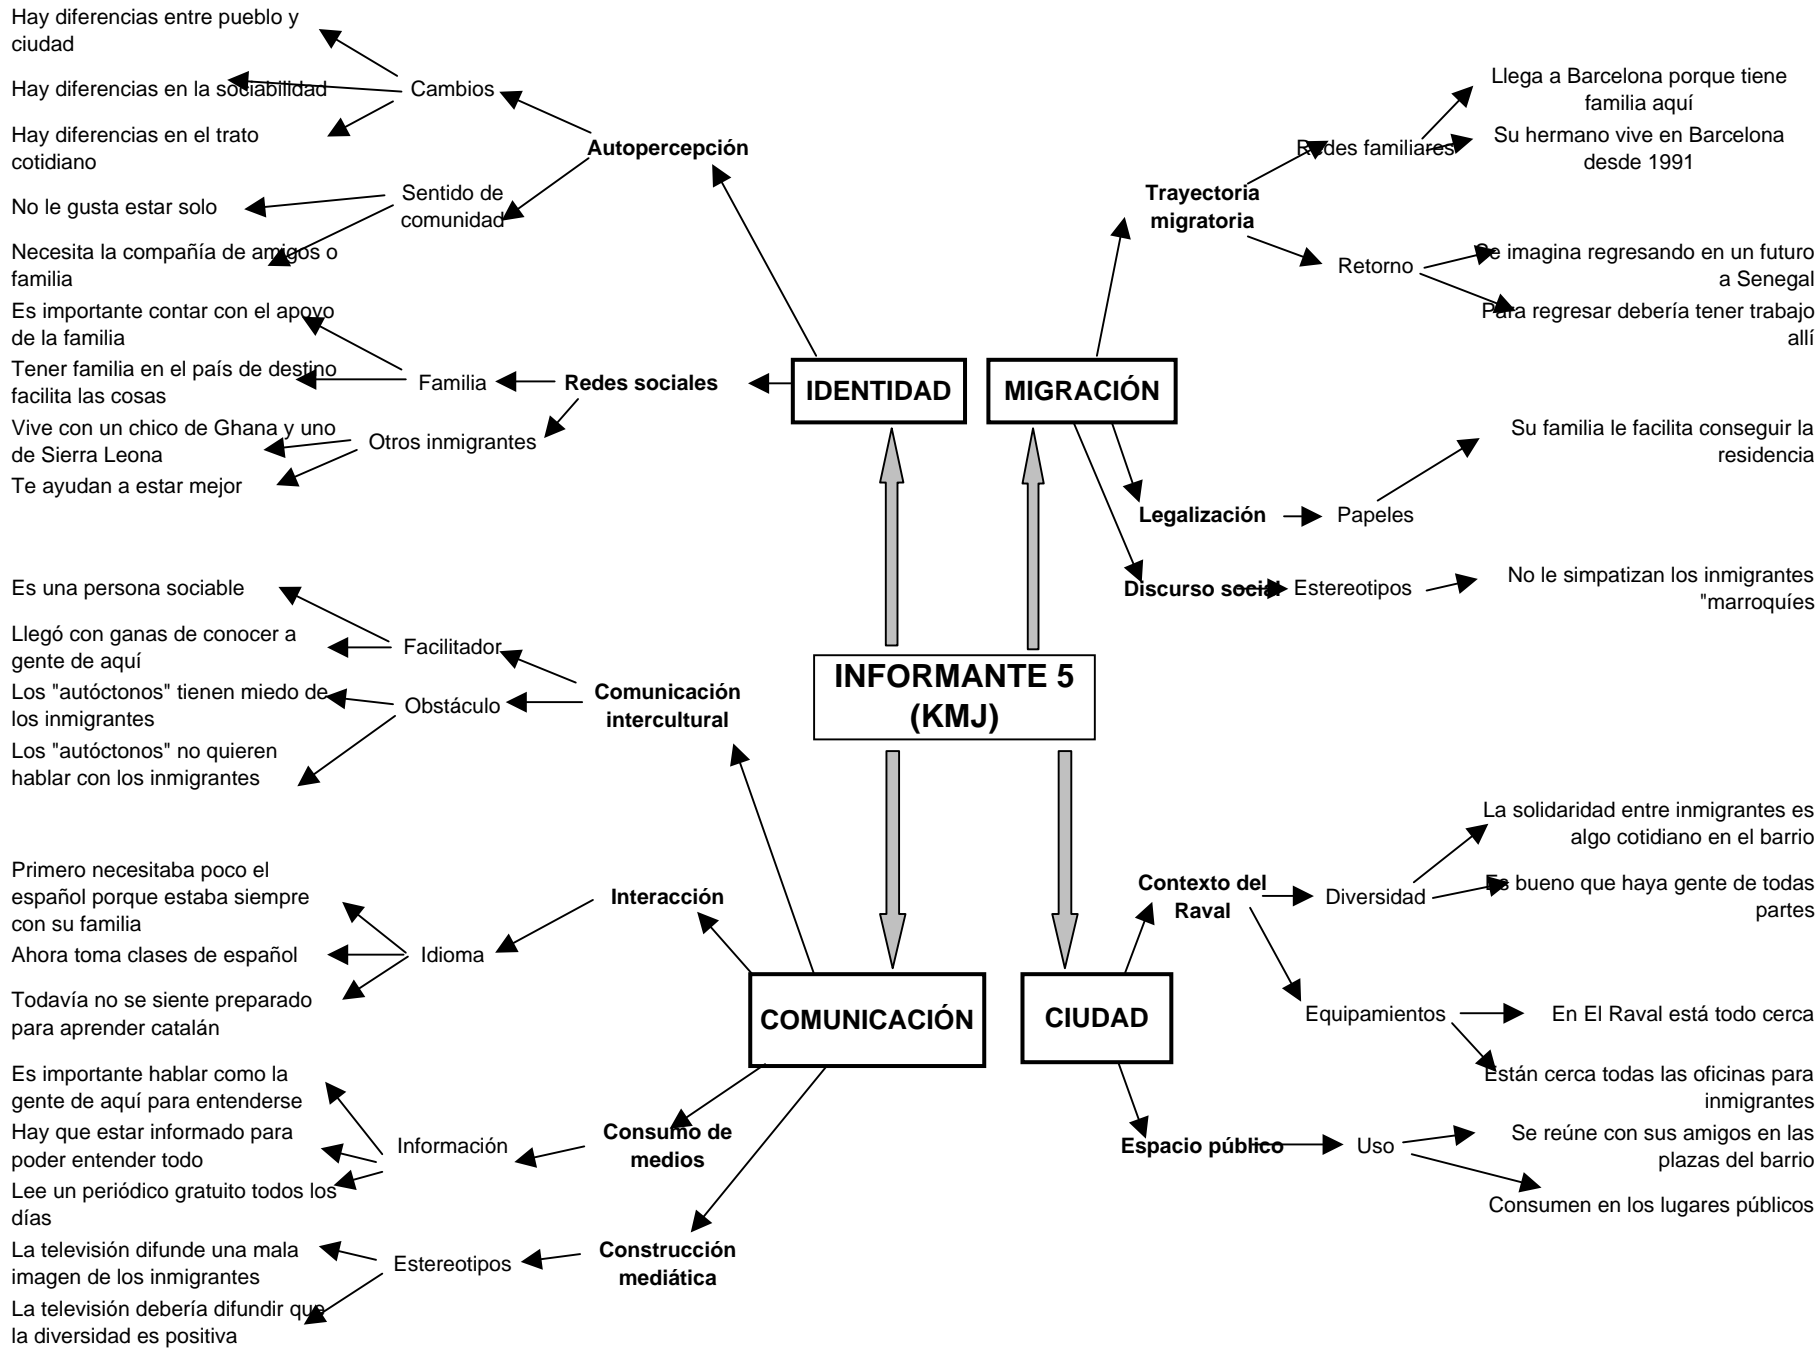 Hay diferencias entre pueblo y
ciudad
Hay diferencias en la sociabilidad
Hay diferencias en el trato
cotidiano
Cambios
Autopercepción
No le gusta estar solo
Necesita la compañía de amigos o
familia
Sentido de
comunidad
Es importante contar con el apoyo
de la familia
Tener familia en el país de destino
facilita las cosas
Familia
Redes sociales
Vive con un chico de Ghana y uno
de Sierra Leona
Te ayudan a estar mejor
Otros inmigrantes
IDENTIDAD
MIGRACIÓN
Trayectoria
migratoria
Redes familiares
Llega a Barcelona porque tiene
familia aquí
Su hermano vive en Barcelona
desde 1991
Retorno
Se imagina regresando en un futuro
a Senegal
Para regresar debería tener trabajo
allí
Legalización
Papeles
Su familia le facilita conseguir la
residencia
Discurso social
Estereotipos
No le simpatizan los inmigrantes
"marroquíes
INFORMANTE 5
(KMJ)
Es una persona sociable
Llegó con ganas de conocer a
gente de aquí
Facilitador
Los "autóctonos" tienen miedo de
los inmigrantes
Los "autóctonos" no quieren
hablar con los inmigrantes
Obstáculo
Comunicación
intercultural
Primero necesitaba poco el
español porque estaba siempre
con su familia
Ahora toma clases de español
Todavía no se siente preparado
para aprender catalán
Idioma
Interacción
COMUNICACIÓN
Es importante hablar como la
gente de aquí para entenderse
Hay que estar informado para
poder entender todo
Lee un periódico gratuito todos los
días
Información
Consumo de
medios
La televisión difunde una mala
imagen de los inmigrantes
La televisión debería difundir que
la diversidad es positiva
Estereotipos
Construcción
mediática
CIUDAD
Contexto del
Raval
Diversidad
La solidaridad entre inmigrantes es
algo cotidiano en el barrio
Es bueno que haya gente de todas
partes
Equipamientos
En El Raval está todo cerca
Están cerca todas las oficinas para
inmigrantes
Espacio público
Uso
Se reúne con sus amigos en las
plazas del barrio
Consumen en los lugares públicos